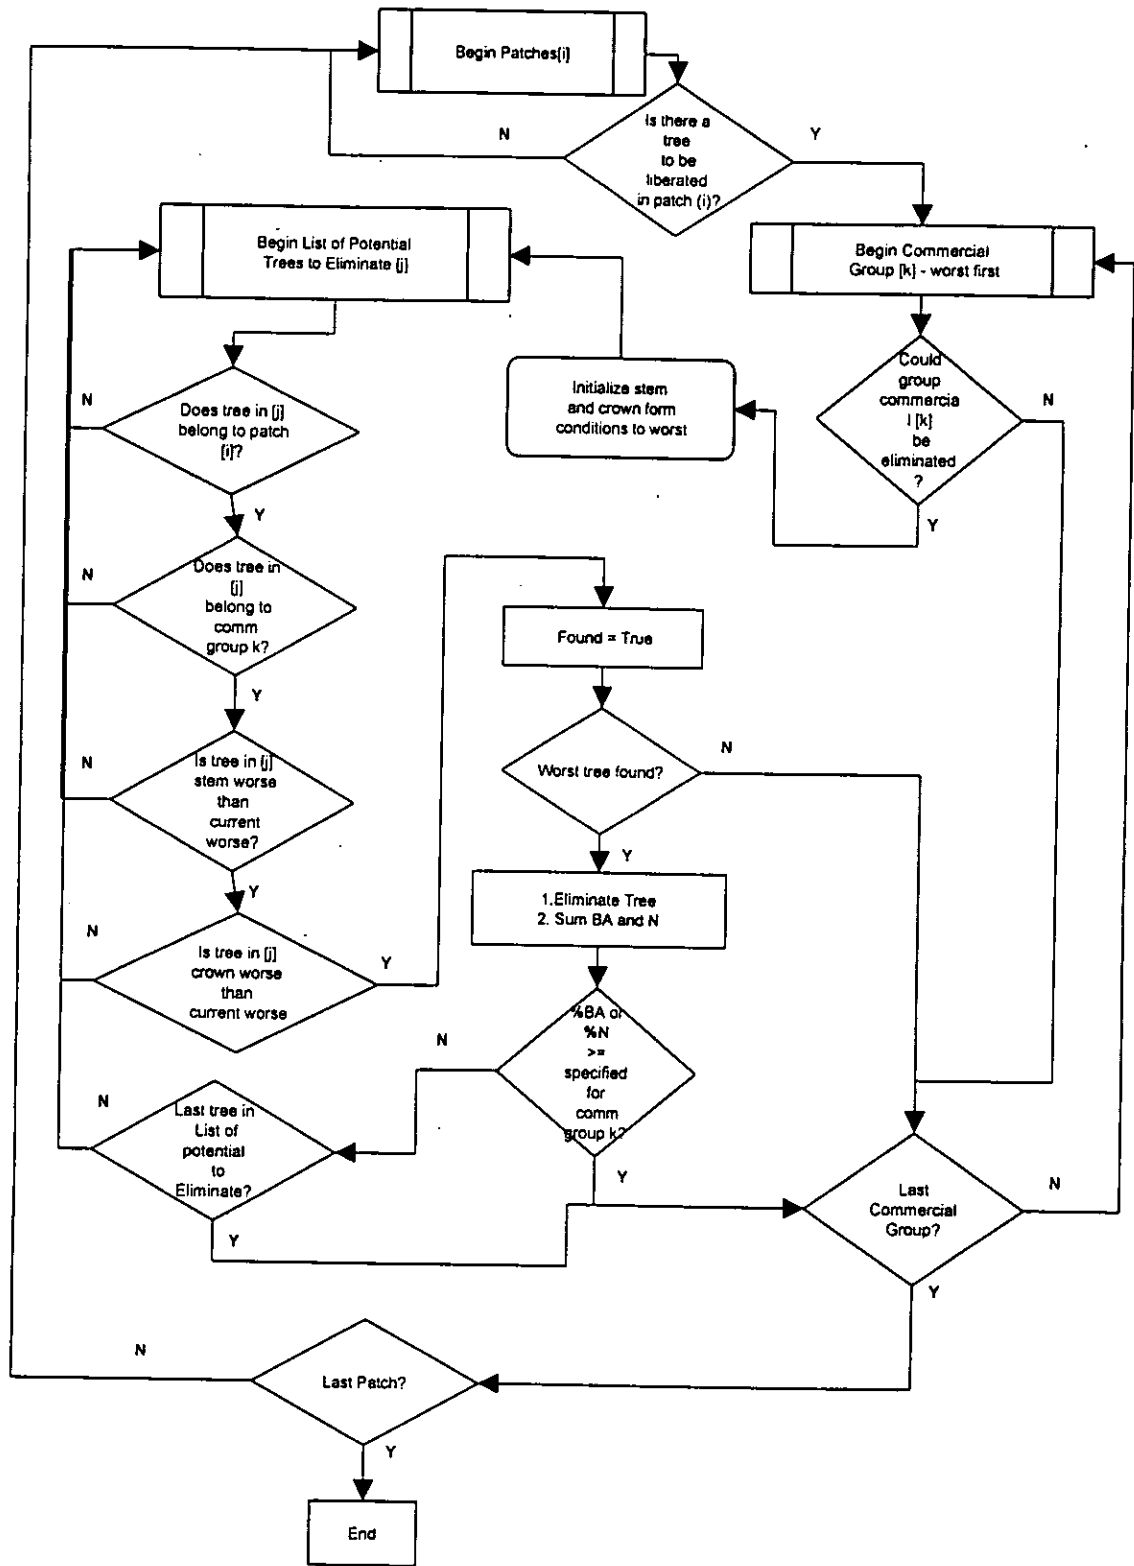 Begin Patches[i]
Is there a
tree
to be
liberated
in patch (i)?
N
Y
Begin List of Potential
Trees to Eliminate [j]
Begin Commercial
Group [k] - worst first
Initialize stem
and crown form
conditions to worst
Could
group
commercia
l [k]
be
eliminated
?
N
Y
Does tree in [j]
belong to patch
[i]?
N
Y
Does tree in
[j]
belong to
comm
group k?
N
Y
Found = True
Is tree in [j]
stem worse
than
current
worse?
N
Y
Worst tree found?
N
Y
1.Eliminate Tree
2. Sum BA and N
Is tree in [j]
crown worse
than
current worse
N
Y
%BA or
%N
>=
specified
for
comm
group k?
N
Y
Last tree in
List of
potential
to
Eliminate?
N
Y
Last
Commercial
Group?
N
Y
Last Patch?
N
Y
End